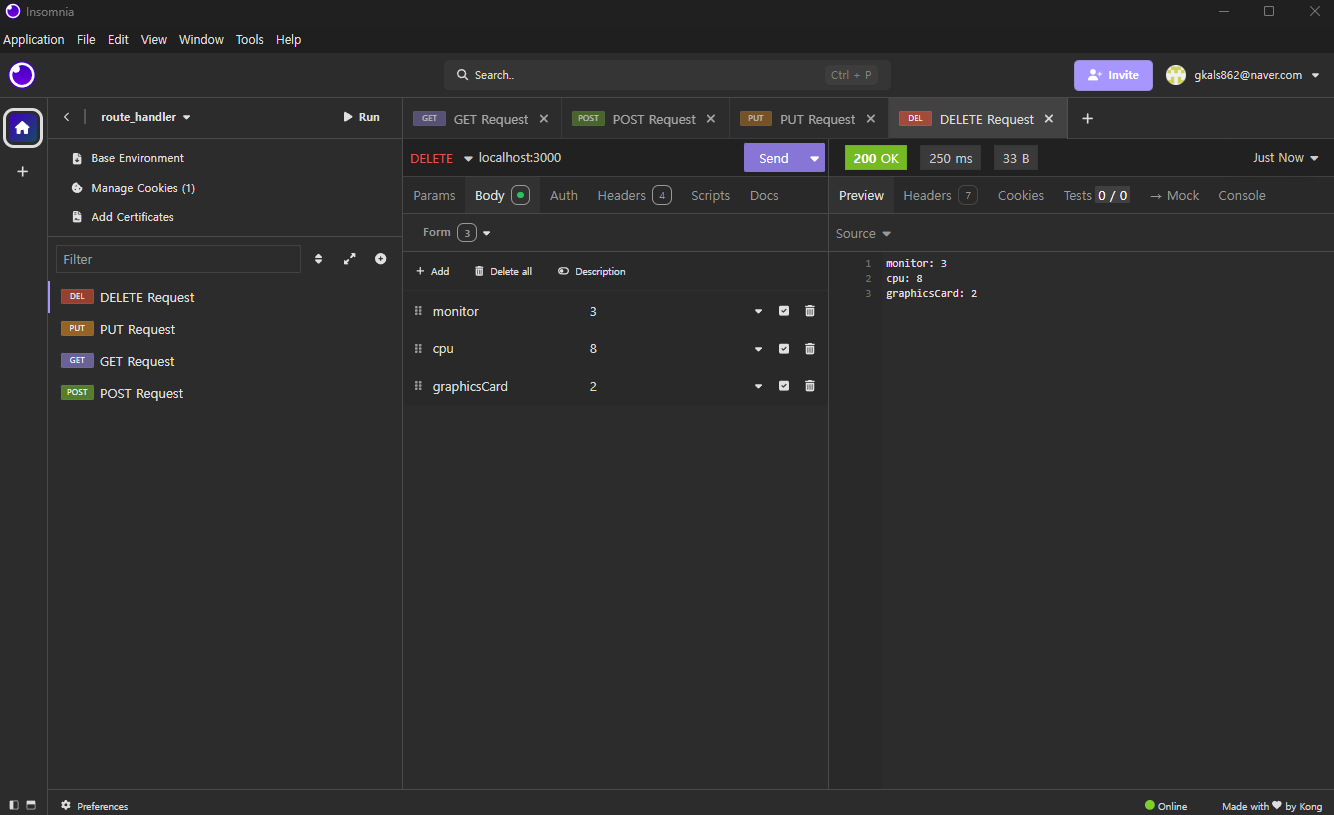 Insomnia
Application File Edit View Window Tools Help
Search.. Ctrl + P
Invite
gkals862@naver.com
route_handler
Run
GET GET Request
POST POST Request
PUT PUT Request
DEL DELETE Request
Base Environment
Manage Cookies (1)
Add Certificates
Filter
DEL DELETE Request
PUT PUT Request
GET GET Request
POST POST Request
DELETE localhost:3000 Send
Params Body Auth Headers 4 Scripts Docs
Form 3
+ Add Delete all Description
monitor 3
cpu 8
graphicsCard 2
200 OK 250 ms 33 B Just Now
Preview Headers 7 Cookies Tests 0 / 0 → Mock Console
Source
1 monitor: 3
2 cpu: 8
3 graphicsCard: 2
Preferences
Online
Made with ♥ by Kong